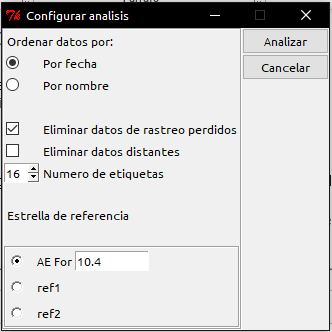 Configurar analisis
Ordenar datos por:
Por fecha
Por nombre
Eliminar datos de rastreo perdidos
Eliminar datos distantes
16 Numero de etiquetas
Estrella de referencia
AE For 10.4
ref1
ref2
Analizar
Cancelar